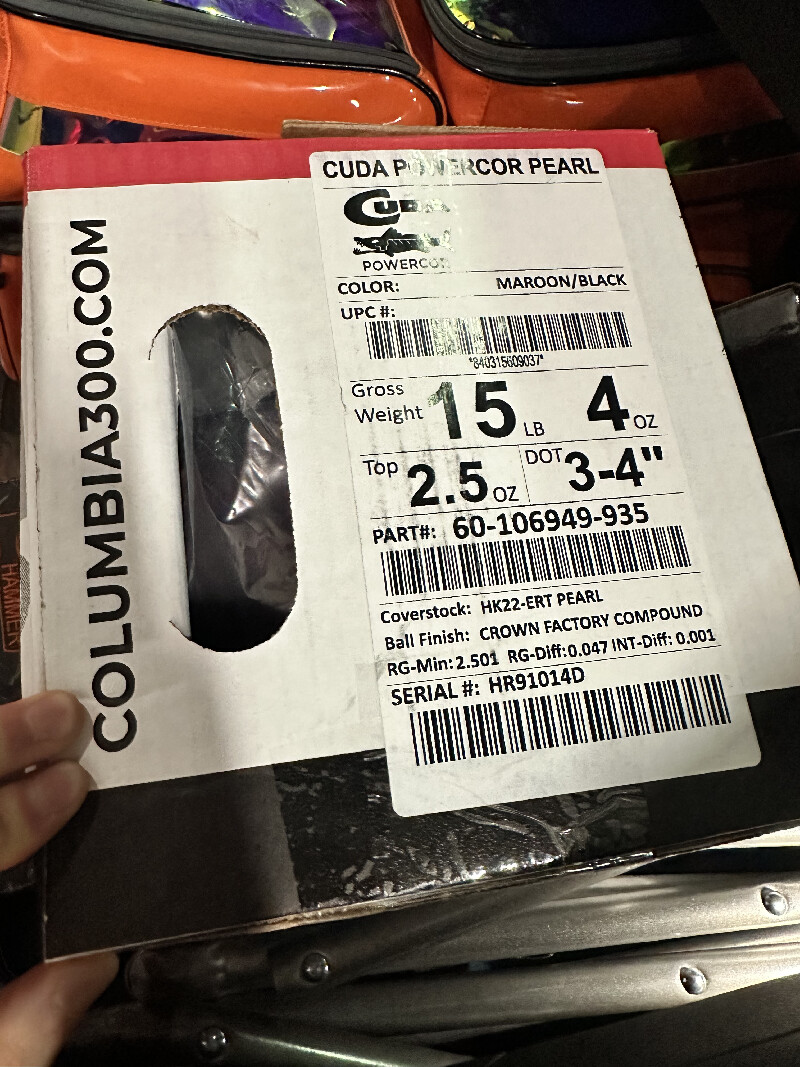 CUDA POWERCOR PEARL
CUDA
POWERCOR
COLOR: MAROON/BLACK
UPC #:
*840315609037*
Gross Weight 15 LB 4 OZ
Top 2.5 OZ DOT 3-4"
PART#: 60-106949-935
Coverstock: HK22-ERT PEARL
Ball Finish: CROWN FACTORY COMPOUND
RG-Min: 2.501 RG-Diff: 0.047 INT-Diff: 0.001
SERIAL #: HR91014D
COLUMBIA300.COM
HAMMER